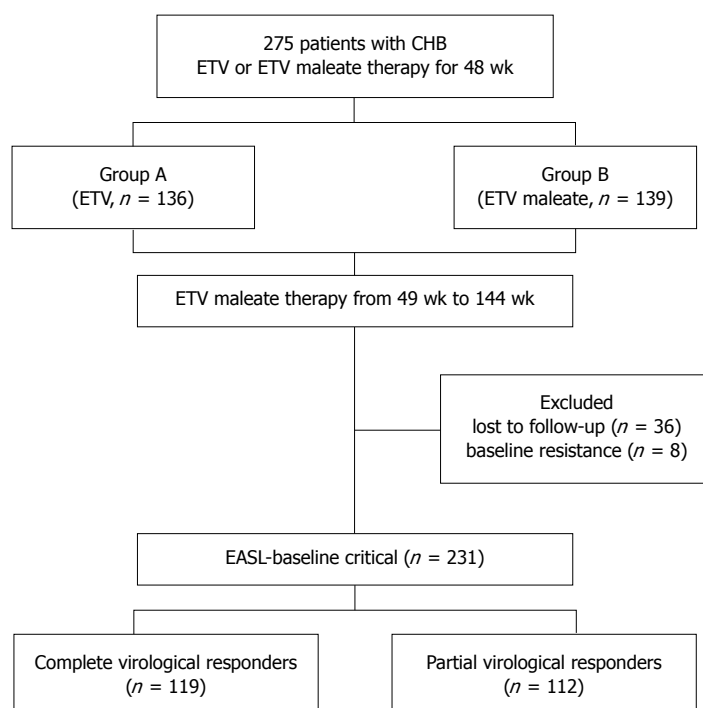 275 patients with CHB
ETV or ETV maleate therapy for 48 wk
Group A
(ETV, n = 136)
Group B
(ETV maleate, n = 139)
ETV maleate therapy from 49 wk to 144 wk
Excluded
lost to follow-up (n = 36)
baseline resistance (n = 8)
EASL-baseline critical (n = 231)
Complete virological responders
(n = 119)
Partial virological responders
(n = 112)